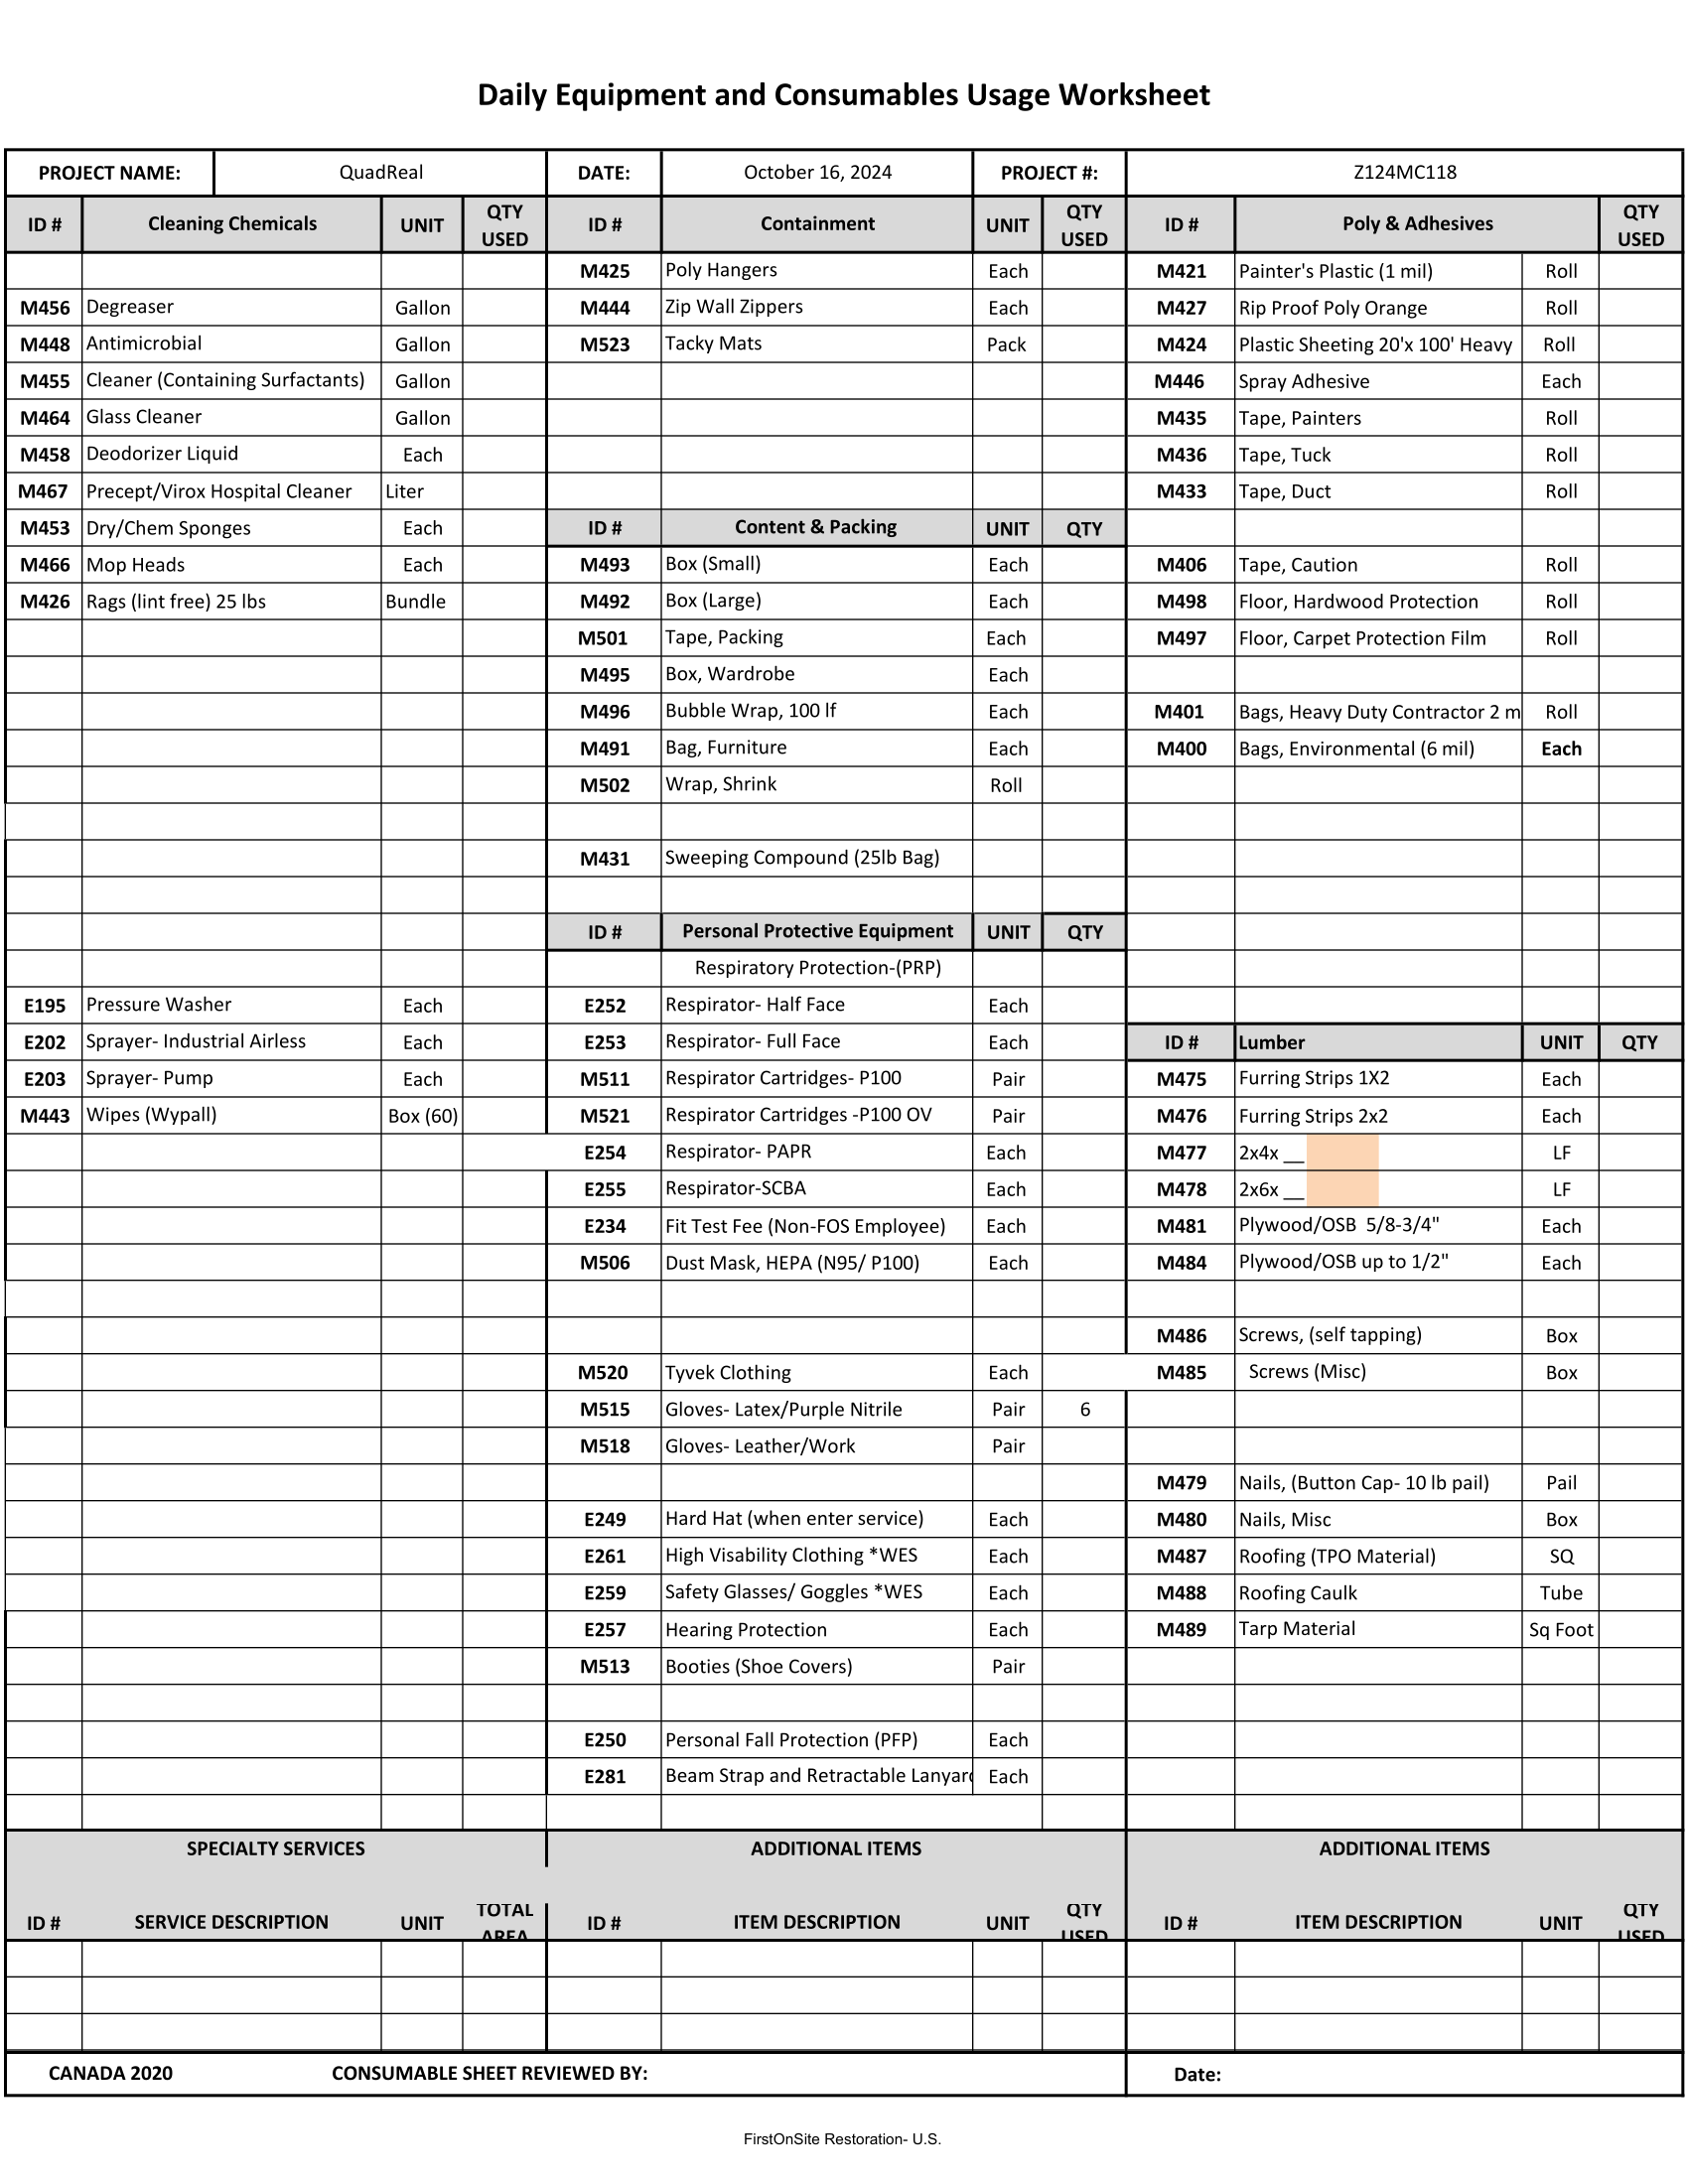 Daily Equipment and Consumables Usage Worksheet
PROJECT NAME: QuadReal DATE: October 16, 2024 PROJECT #: Z124MC118
ID # Cleaning Chemicals UNIT QTY USED ID # Containment UNIT QTY USED ID # Poly & Adhesives QTY USED
M425 Poly Hangers Each M421 Painter's Plastic (1 mil) Roll
M456 Degreaser Gallon M444 Zip Wall Zippers Each M427 Rip Proof Poly Orange Roll
M448 Antimicrobial Gallon M523 Tacky Mats Pack M424 Plastic Sheeting 20'x 100' Heavy Roll
M455 Cleaner (Containing Surfactants) Gallon M446 Spray Adhesive Each
M464 Glass Cleaner Gallon M435 Tape, Painters Roll
M458 Deodorizer Liquid Each M436 Tape, Tuck Roll
M467 Precept/Virox Hospital Cleaner Liter M433 Tape, Duct Roll
M453 Dry/Chem Sponges Each ID # Content & Packing UNIT QTY
M466 Mop Heads Each M493 Box (Small) Each M406 Tape, Caution Roll
M426 Rags (lint free) 25 lbs Bundle M492 Box (Large) Each M498 Floor, Hardwood Protection Roll
M501 Tape, Packing Each M497 Floor, Carpet Protection Film Roll
M495 Box, Wardrobe Each
M496 Bubble Wrap, 100 lf Each M401 Bags, Heavy Duty Contractor 2 m Roll
M491 Bag, Furniture Each M400 Bags, Environmental (6 mil) Each
M502 Wrap, Shrink Roll
M431 Sweeping Compound (25lb Bag)
ID # Personal Protective Equipment UNIT QTY
Respiratory Protection-(PRP)
E195 Pressure Washer Each E252 Respirator- Half Face Each
E202 Sprayer- Industrial Airless Each E253 Respirator- Full Face Each ID # Lumber UNIT QTY
E203 Sprayer- Pump Each M511 Respirator Cartridges- P100 Pair M475 Furring Strips 1X2 Each
M443 Wipes (Wypall) Box (60) M521 Respirator Cartridges -P100 OV Pair M476 Furring Strips 2x2 Each
E254 Respirator- PAPR Each M477 2x4x __ LF
E255 Respirator-SCBA Each M478 2x6x __ LF
E234 Fit Test Fee (Non-FOS Employee) Each M481 Plywood/OSB 5/8-3/4" Each
M506 Dust Mask, HEPA (N95/ P100) Each M484 Plywood/OSB up to 1/2" Each
M486 Screws, (self tapping) Box
M520 Tyvek Clothing Each M485 Screws (Misc) Box
M515 Gloves- Latex/Purple Nitrile Pair 6
M518 Gloves- Leather/Work Pair
M479 Nails, (Button Cap- 10 lb pail) Pail
E249 Hard Hat (when enter service) Each M480 Nails, Misc Box
E261 High Visability Clothing *WES Each M487 Roofing (TPO Material) SQ
E259 Safety Glasses/ Goggles *WES Each M488 Roofing Caulk Tube
E257 Hearing Protection Each M489 Tarp Material Sq Foot
M513 Booties (Shoe Covers) Pair
E250 Personal Fall Protection (PFP) Each
E281 Beam Strap and Retractable Lanyard Each
SPECIALTY SERVICES ADDITIONAL ITEMS ADDITIONAL ITEMS
ID # SERVICE DESCRIPTION UNIT TOTAL AREA ID # ITEM DESCRIPTION UNIT QTY USED ID # ITEM DESCRIPTION UNIT QTY USED
CANADA 2020 CONSUMABLE SHEET REVIEWED BY: Date:
FirstOnSite Restoration- U.S.